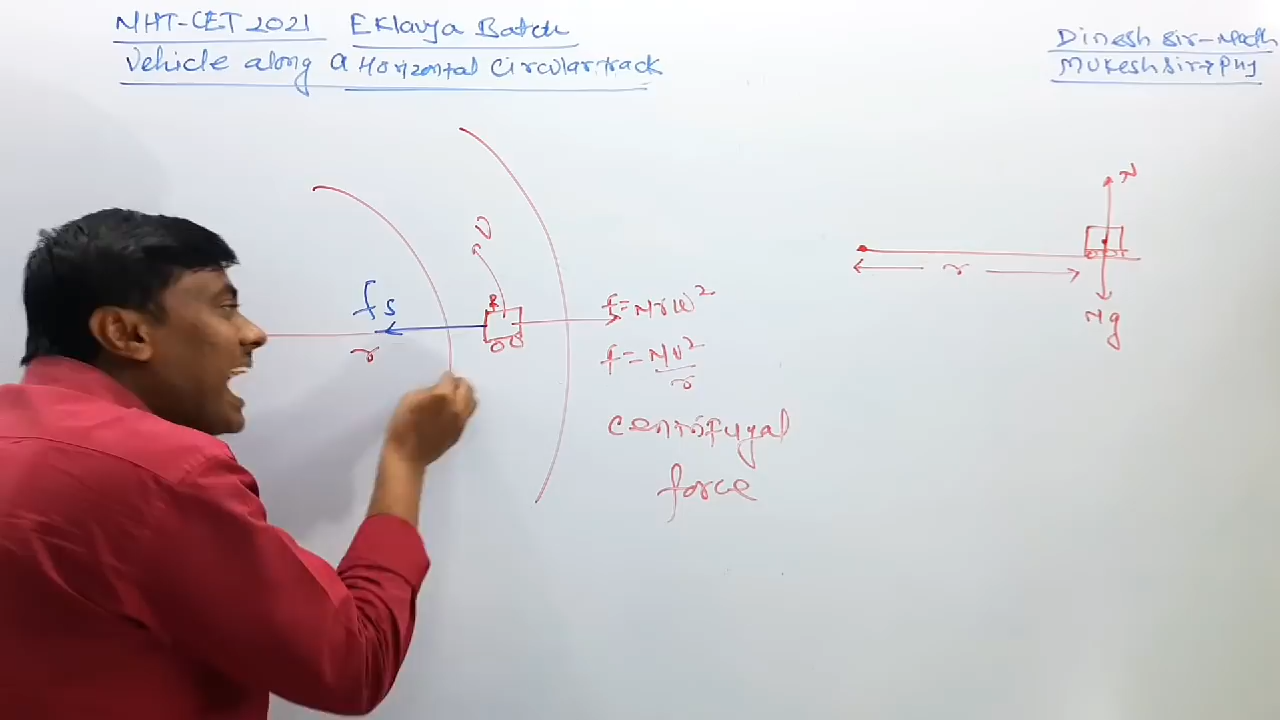 MHT-CET 2021 Eklavya Batch
Vehicle along a Horizontal Circular track
Dinesh Sir - Math
Mukesh Sir → Phy
v
fs
r
f = Mrω²
f = Mv²/r
centrifugal
force
N
r
Mg